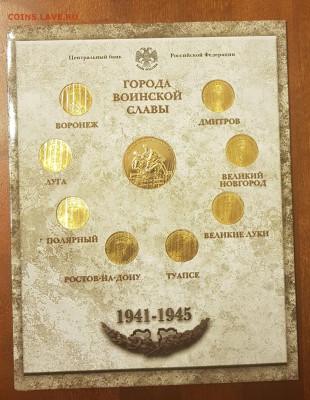 COINS.LAVE.RU
Центральный банк Российской Федерации
ГОРОДА
ВОИНСКОЙ
СЛАВЫ
ВОРОНЕЖ
ДМИТРОВ
ЛУГА
ВЕЛИКИЙ
НОВГОРОД
ПОЛЯРНЫЙ
ВЕЛИКИЕ ЛУКИ
РОСТОВ-НА-ДОНУ
ТУАПСЕ
1941-1945